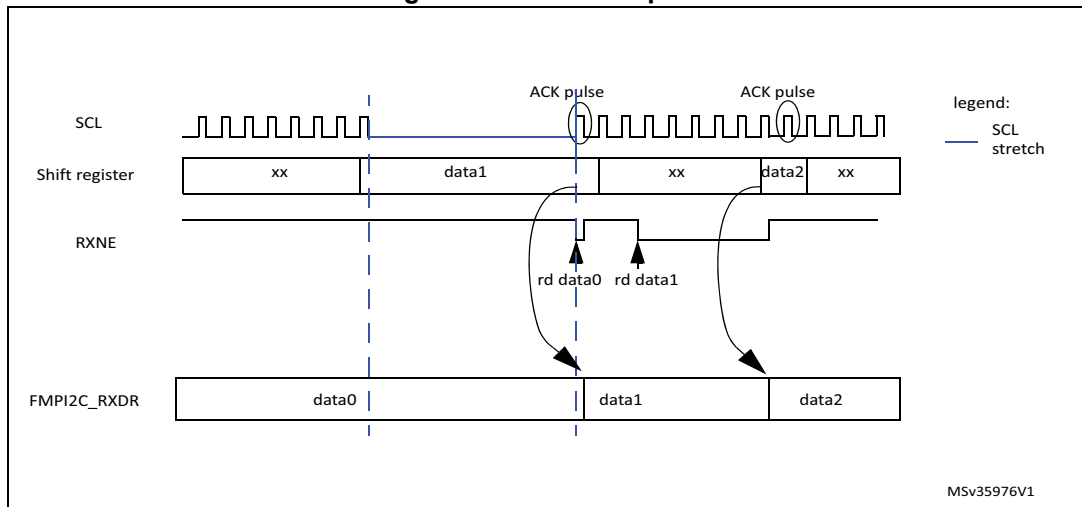 ACK pulse ACK pulse
legend:
SCL
SCL
stretch
Shift register xx data1 xx data2 xx
RXNE
rd data0 rd data1
FMPI2C_RXDR data0 data1 data2
MSv35976V1